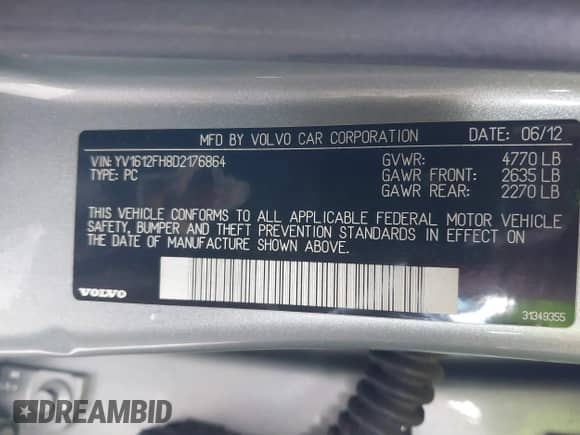 MFD BY VOLVO CAR CORPORATION DATE: 06/12
VIN: YV1612FH8D2176864 GVWR: 4770 LB
TYPE: PC GAWR FRONT: 2635 LB
GAWR REAR: 2270 LB
THIS VEHICLE CONFORMS TO ALL APPLICABLE FEDERAL MOTOR VEHICLE
SAFETY, BUMPER AND THEFT PREVENTION STANDARDS IN EFFECT ON
THE DATE OF MANUFACTURE SHOWN ABOVE.
VOLVO
31349355
DREAMBID